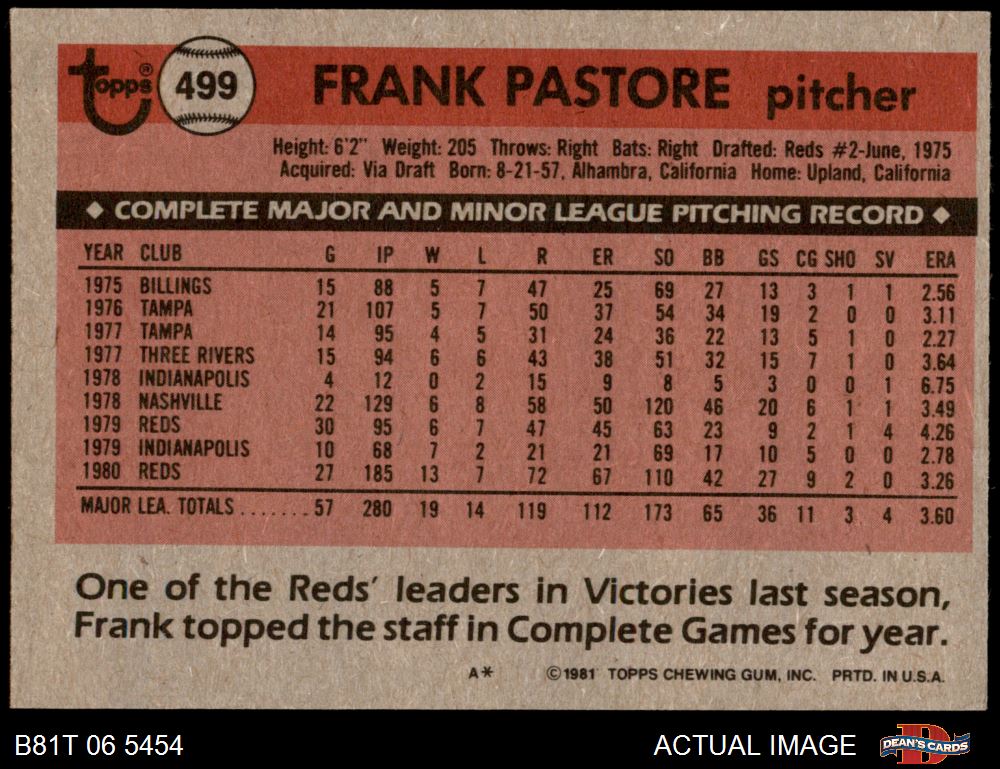 topps® 499 FRANK PASTORE pitcher
Height: 6'2" Weight: 205 Throws: Right Bats: Right Drafted: Reds #2-June, 1975
Acquired: Via Draft Born: 8-21-57, Alhambra, California Home: Upland, California
◆ COMPLETE MAJOR AND MINOR LEAGUE PITCHING RECORD ◆
YEAR CLUB G IP W L R ER SO BB GS CG SHO SV ERA
1975 BILLINGS 15 88 5 7 47 25 69 27 13 3 1 1 2.56
1976 TAMPA 21 107 5 7 50 37 54 34 19 2 0 0 3.11
1977 TAMPA 14 95 4 5 31 24 36 22 13 5 1 0 2.27
1977 THREE RIVERS 15 94 6 6 43 38 51 32 15 7 1 0 3.64
1978 INDIANAPOLIS 4 12 0 2 15 9 8 5 3 0 0 1 6.75
1978 NASHVILLE 22 129 6 8 58 50 120 46 20 6 1 1 3.49
1979 REDS 30 95 6 7 47 45 63 23 9 2 1 4 4.26
1979 INDIANAPOLIS 10 68 7 2 21 21 69 17 10 5 0 0 2.78
1980 REDS 27 185 13 7 72 67 110 42 27 9 2 0 3.26
MAJOR LEA. TOTALS ....... 57 280 19 14 119 112 173 65 36 11 3 4 3.60
One of the Reds' leaders in Victories last season,
Frank topped the staff in Complete Games for year.
A* ©1981 TOPPS CHEWING GUM, INC. PRTD. IN U.S.A.
B81T 06 5454 ACTUAL IMAGE D DEAN'S CARDS